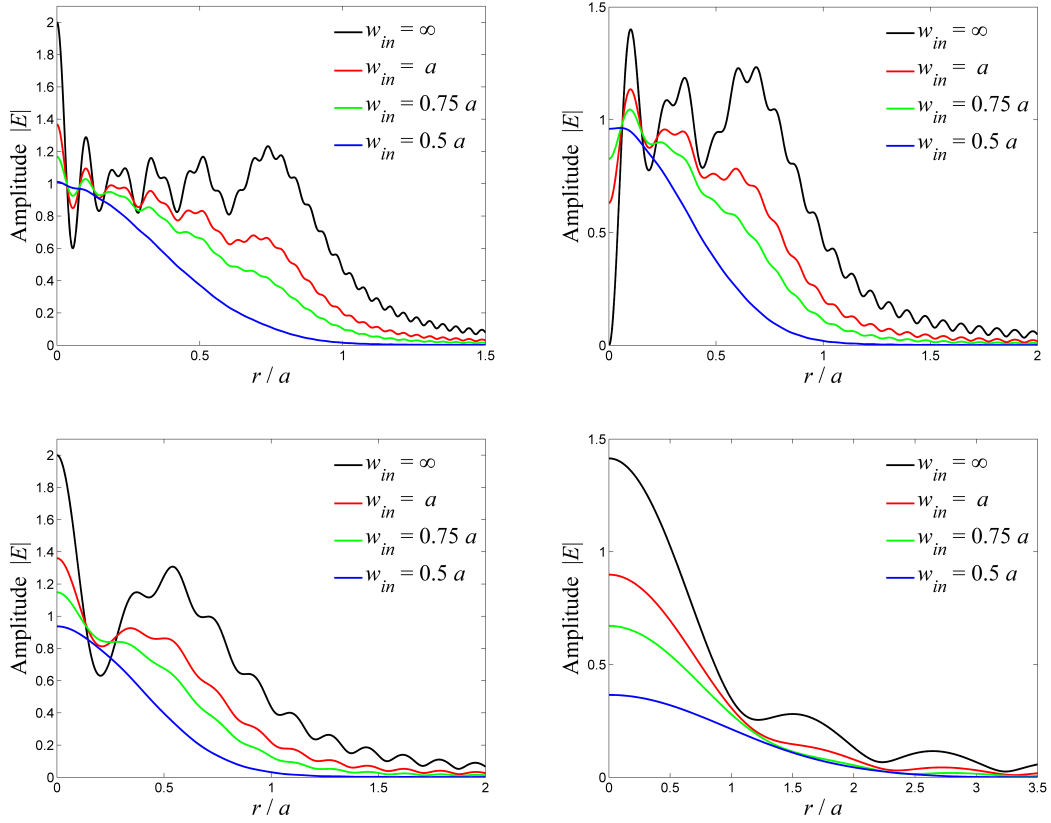 Amplitude |E|
2
1.8
1.6
1.4
1.2
1
0.8
0.6
0.4
0.2
0
w_in = ∞
w_in = a
w_in = 0.75 a
w_in = 0.5 a
0 0.5 1 1.5
r / a
Amplitude |E|
1.5
1
0.5
0
w_in = ∞
w_in = a
w_in = 0.75 a
w_in = 0.5 a
0 0.5 1 1.5 2
r / a
Amplitude |E|
2
1.8
1.6
1.4
1.2
1
0.8
0.6
0.4
0.2
0
w_in = ∞
w_in = a
w_in = 0.75 a
w_in = 0.5 a
0 0.5 1 1.5 2
r / a
Amplitude |E|
1.5
1
0.5
0
w_in = ∞
w_in = a
w_in = 0.75 a
w_in = 0.5 a
0 0.5 1 1.5 2 2.5 3 3.5
r / a